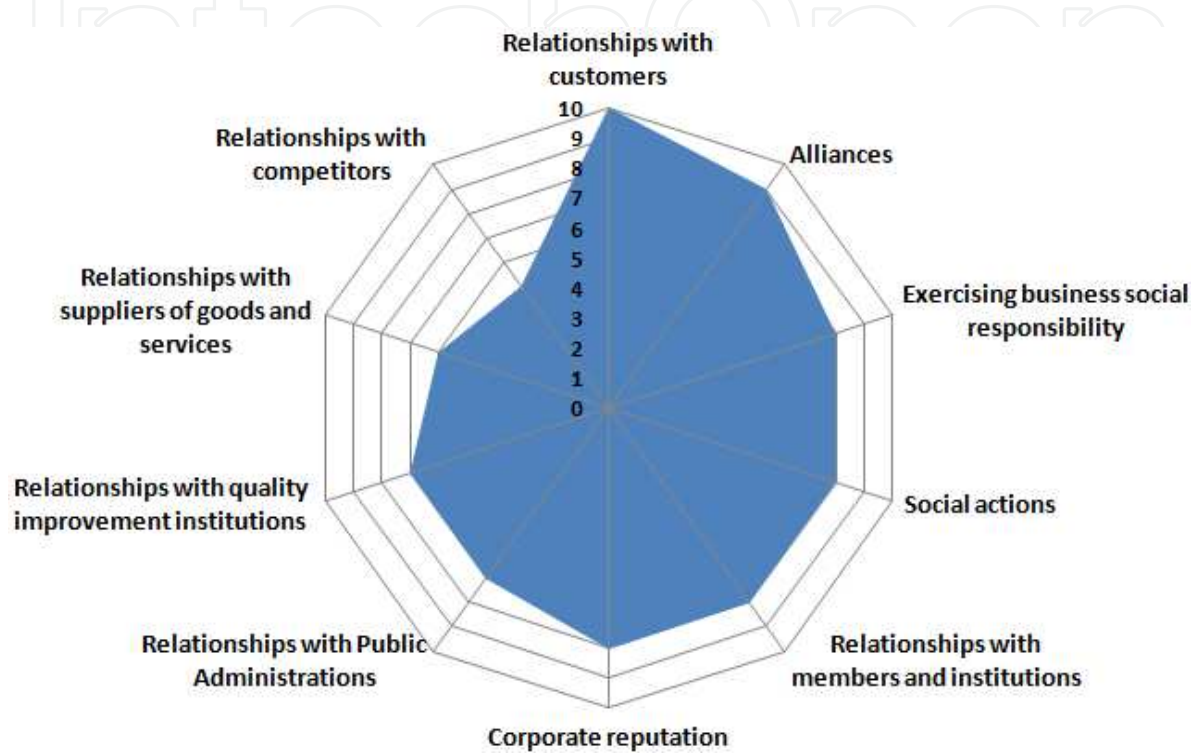 IntechOpen
Relationships with
customers
10
9
8
7
6
5
4
3
2
1
0
Alliances
Exercising business social
responsibility
Social actions
Relationships with
members and institutions
Corporate reputation
Relationships with Public
Administrations
Relationships with quality
improvement institutions
Relationships with
suppliers of goods and
services
Relationships with
competitors